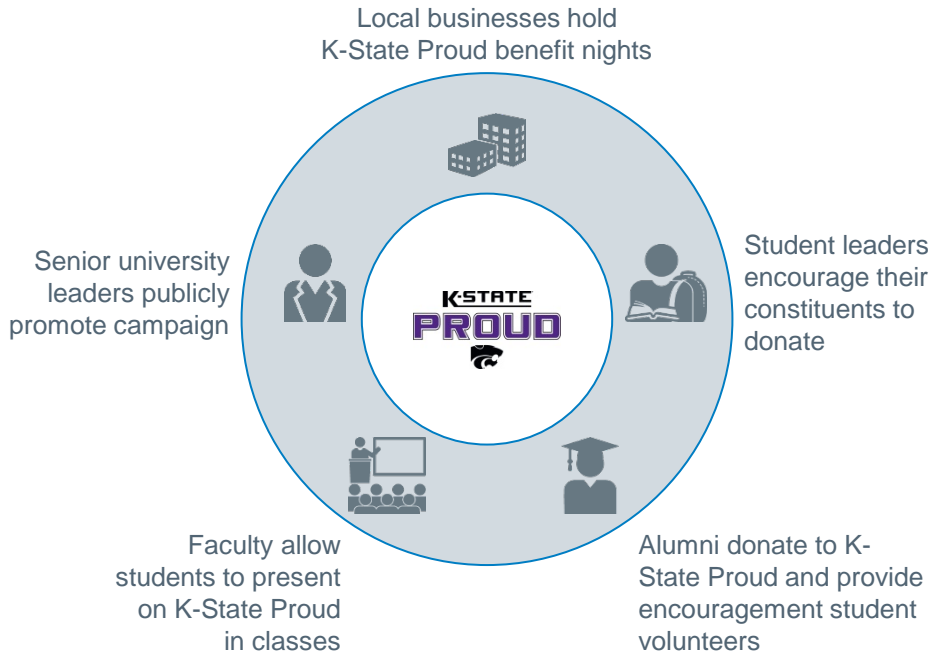 Local businesses hold
K-State Proud benefit nights
Senior university
leaders publicly
promote campaign
K-STATE
PROUD
Student leaders
encourage their
constituents to
donate
Faculty allow
students to present
on K-State Proud
in classes
Alumni donate to K-
State Proud and provide
encouragement student
volunteers